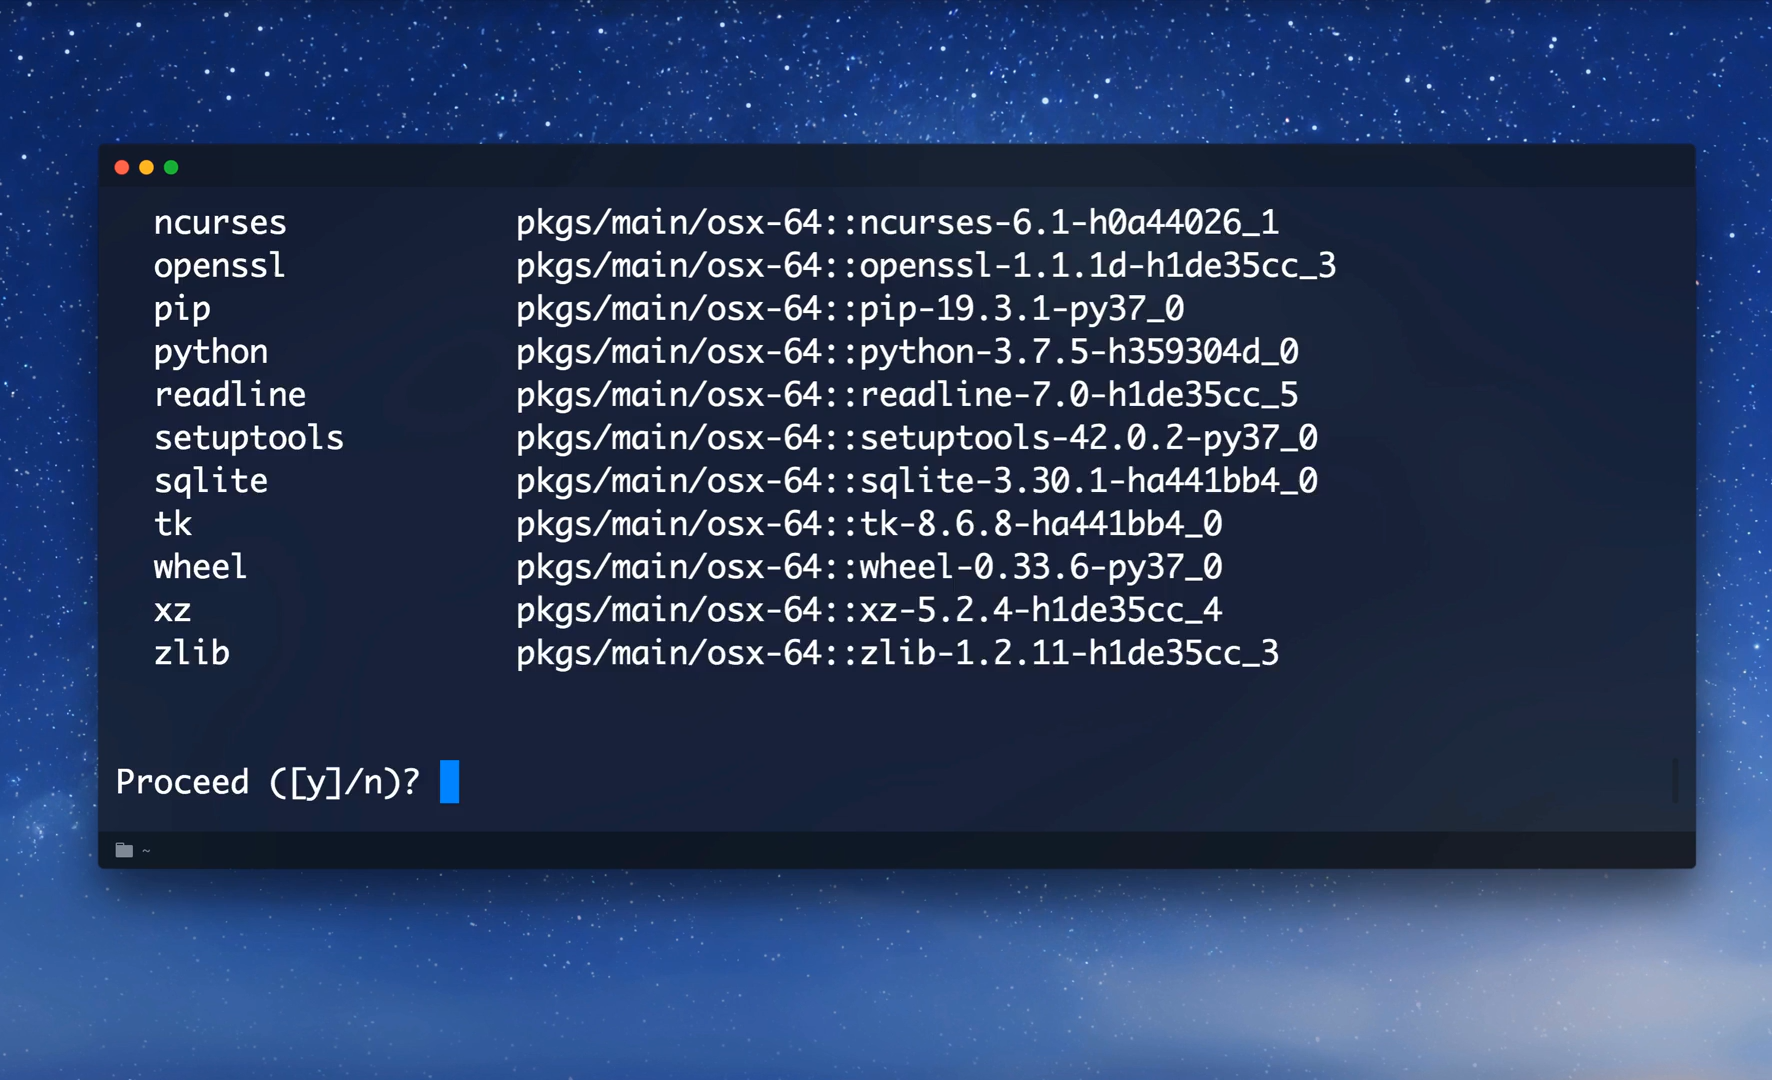 ncurses pkgs/main/osx-64::ncurses-6.1-h0a44026_1
openssl pkgs/main/osx-64::openssl-1.1.1d-h1de35cc_3
pip pkgs/main/osx-64::pip-19.3.1-py37_0
python pkgs/main/osx-64::python-3.7.5-h359304d_0
readline pkgs/main/osx-64::readline-7.0-h1de35cc_5
setuptools pkgs/main/osx-64::setuptools-42.0.2-py37_0
sqlite pkgs/main/osx-64::sqlite-3.30.1-ha441bb4_0
tk pkgs/main/osx-64::tk-8.6.8-ha441bb4_0
wheel pkgs/main/osx-64::wheel-0.33.6-py37_0
xz pkgs/main/osx-64::xz-5.2.4-h1de35cc_4
zlib pkgs/main/osx-64::zlib-1.2.11-h1de35cc_3
Proceed ([y]/n)?
~